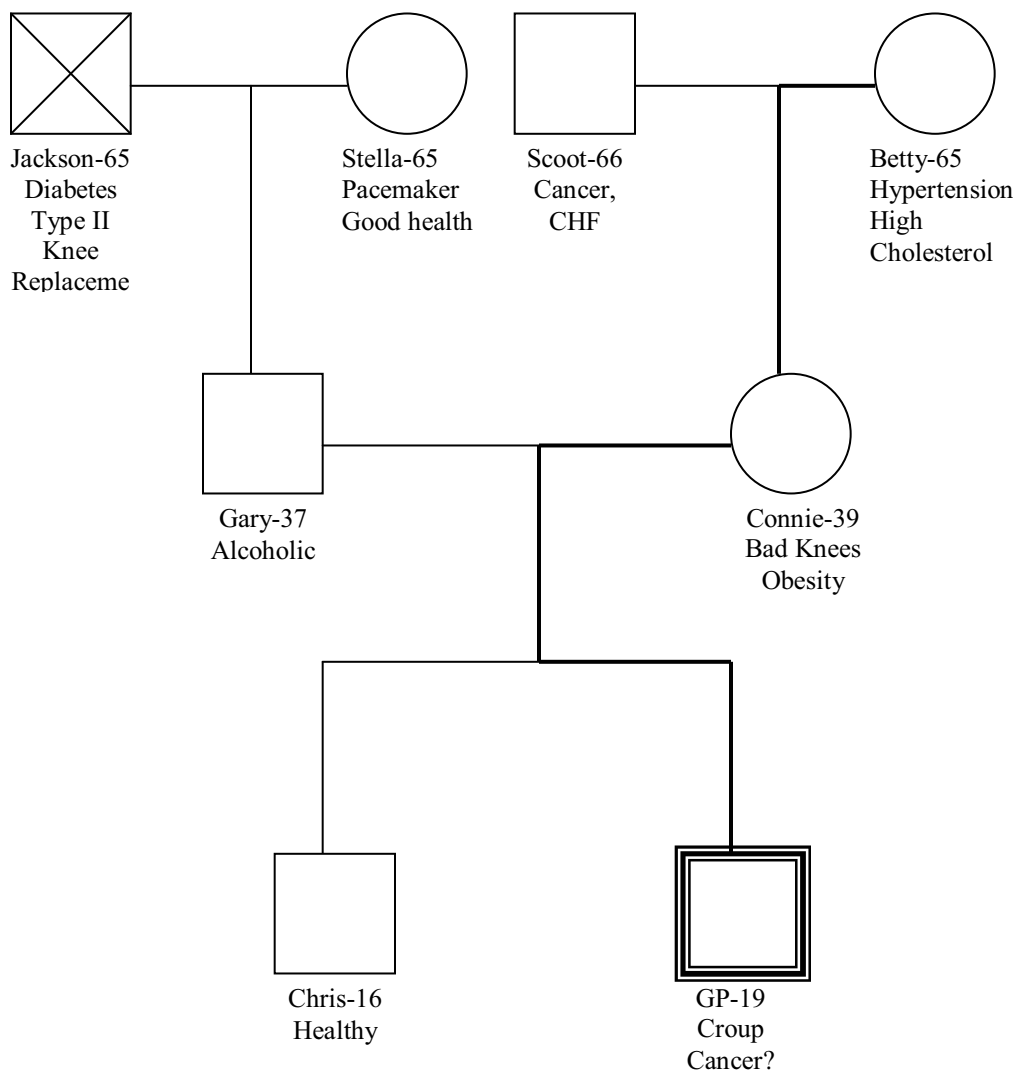 Jackson-65
Diabetes
Type II
Knee
Replaceme
Stella-65
Pacemaker
Good health
Scoot-66
Cancer,
CHF
Betty-65
Hypertension
High
Cholesterol
Gary-37
Alcoholic
Connie-39
Bad Knees
Obesity
Chris-16
Healthy
GP-19
Croup
Cancer?